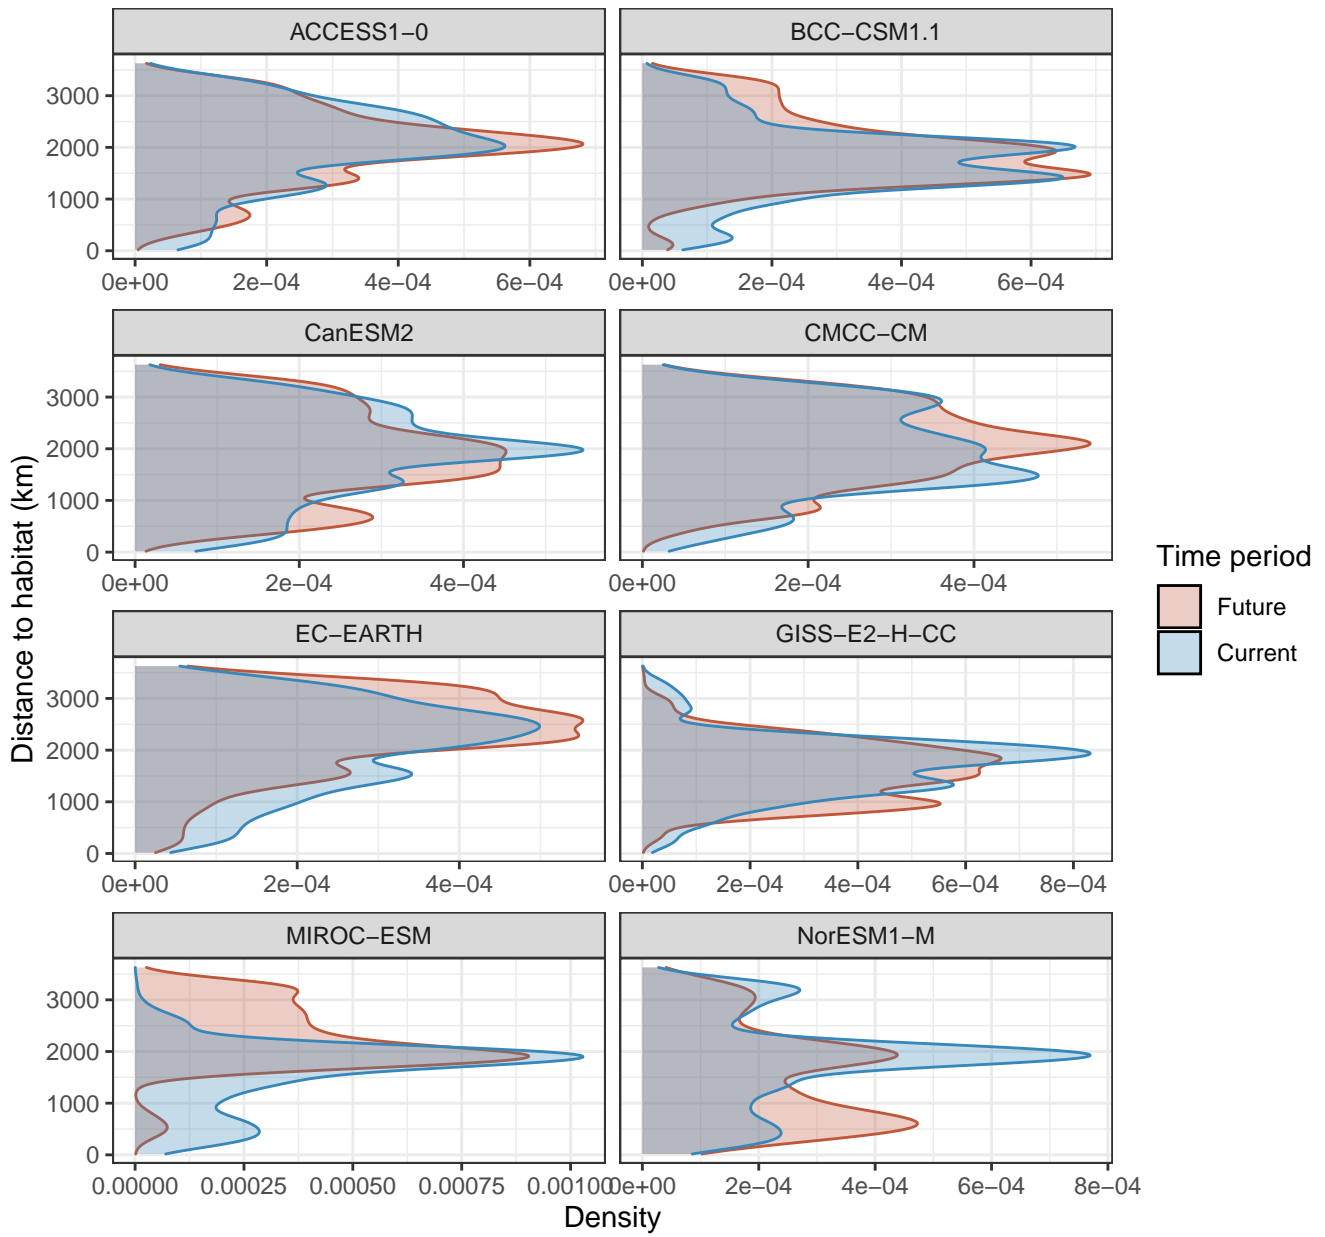 ACCESS1−0
BCC−CSM1.1
3000
2000
1000
0
0e+00 2e−04 4e−04 6e−04
0e+00 2e−04 4e−04 6e−04
CanESM2
CMCC−CM
3000
2000
1000
0
0e+00 2e−04 4e−04
0e+00 2e−04 4e−04
EC−EARTH
GISS−E2−H−CC
3000
2000
1000
0
0e+00 2e−04 4e−04
0e+00 2e−04 4e−04 6e−04 8e−04
MIROC−ESM
NorESM1−M
3000
2000
1000
0
0.00000 0.00025 0.00050 0.00075 0.00100
0e+00 2e−04 4e−04 6e−04 8e−04
Density
Distance to habitat (km)
Time period
Future
Current